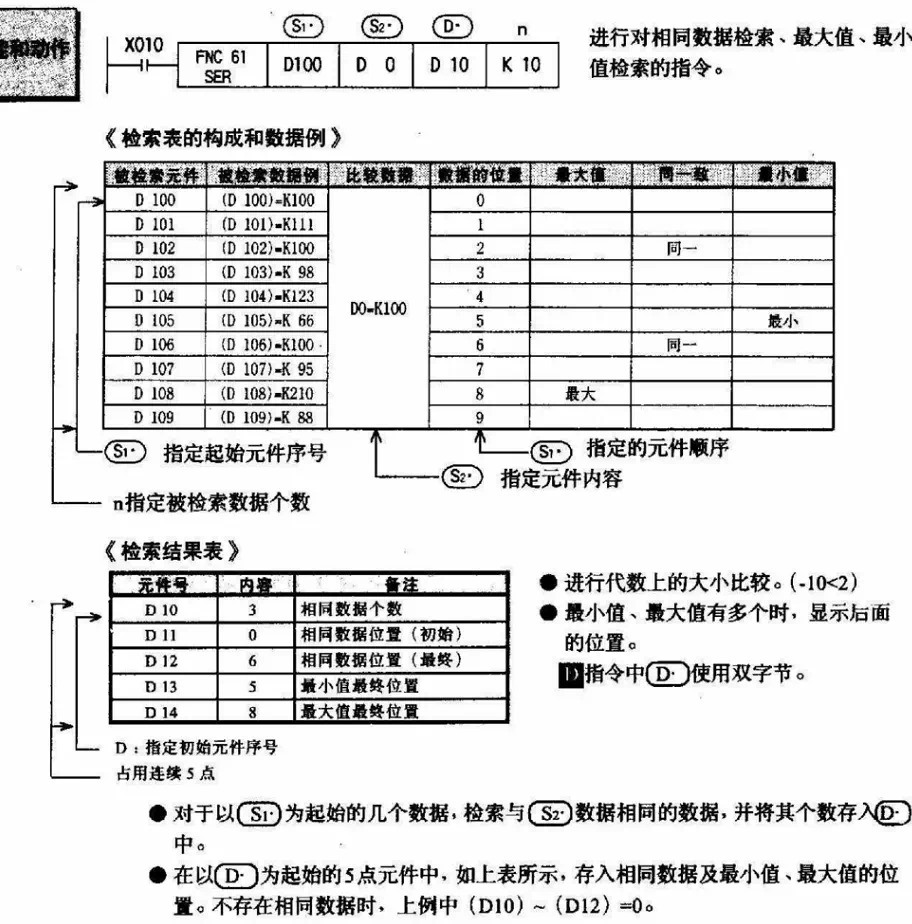 能和动作
X010
FNC 61
SER
S1·
S2·
D·
n
D100
D 0
D 10
K 10
进行对相同数据检索、最大值、最小
值检索的指令。
《 检索表的构成和数据例 》
被检索元件 被检索数据例 比较数据 数据的位置 最大值 同一致 最小值
D 100 (D 100)=K100 0
D 101 (D 101)=K111 1
D 102 (D 102)=K100 2 同一
D 103 (D 103)=K 98 3
D 104 (D 104)=K123 4
D0=K100
D 105 (D 105)=K 66 5 最小
D 106 (D 106)=K100 6 同一
D 107 (D 107)=K 95 7
D 108 (D 108)=K210 8 最大
D 109 (D 109)=K 88 9
S1· 指定起始元件序号
S1· 指定的元件顺序
S2· 指定元件内容
n指定被检索数据个数
《 检索结果表 》
元件号 内容 备注
D 10 3 相同数据个数
D 11 0 相同数据位置（初始）
D 12 6 相同数据位置（最终）
D 13 5 最小值最终位置
D 14 8 最大值最终位置
D：指定初始元件序号
占用连续 5 点
● 进行代数上的大小比较。(-10<2）
● 最小值、最大值有多个时，显示后面
的位置。
D指令中D·使用双字节。
● 对于以S1·为起始的几个数据，检索与S2·数据相同的数据，并将其个数存入D·
中。
● 在以D·为起始的5点元件中，如上表所示，存入相同数据及最小值、最大值的位
置。不存在相同数据时，上例中（D10）~（D12）=0。